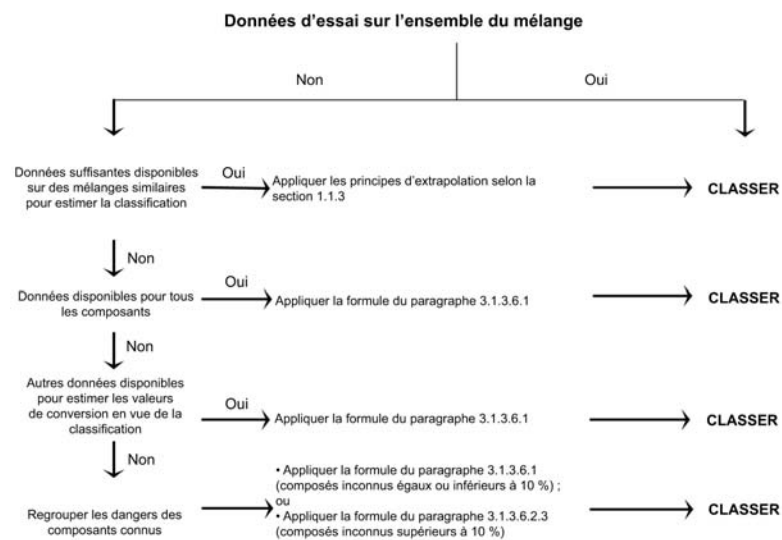 Données d'essai sur l'ensemble du mélange
Non
Oui
Données suffisantes disponibles
sur des mélanges similaires
pour estimer la classification
Oui
Appliquer les principes d'extrapolation selon la
section 1.1.3
CLASSER
Non
Données disponibles pour tous
les composants
Oui
Appliquer la formule du paragraphe 3.1.3.6.1
CLASSER
Non
Autres données disponibles
pour estimer les valeurs
de conversion en vue de la
classification
Oui
Appliquer la formule du paragraphe 3.1.3.6.1
CLASSER
Non
Regrouper les dangers des
composants connus
• Appliquer la formule du paragraphe 3.1.3.6.1
(composés inconnus égaux ou inférieurs à 10 %) ;
ou
• Appliquer la formule du paragraphe 3.1.3.6.2.3
(composés inconnus supérieurs à 10 %)
CLASSER